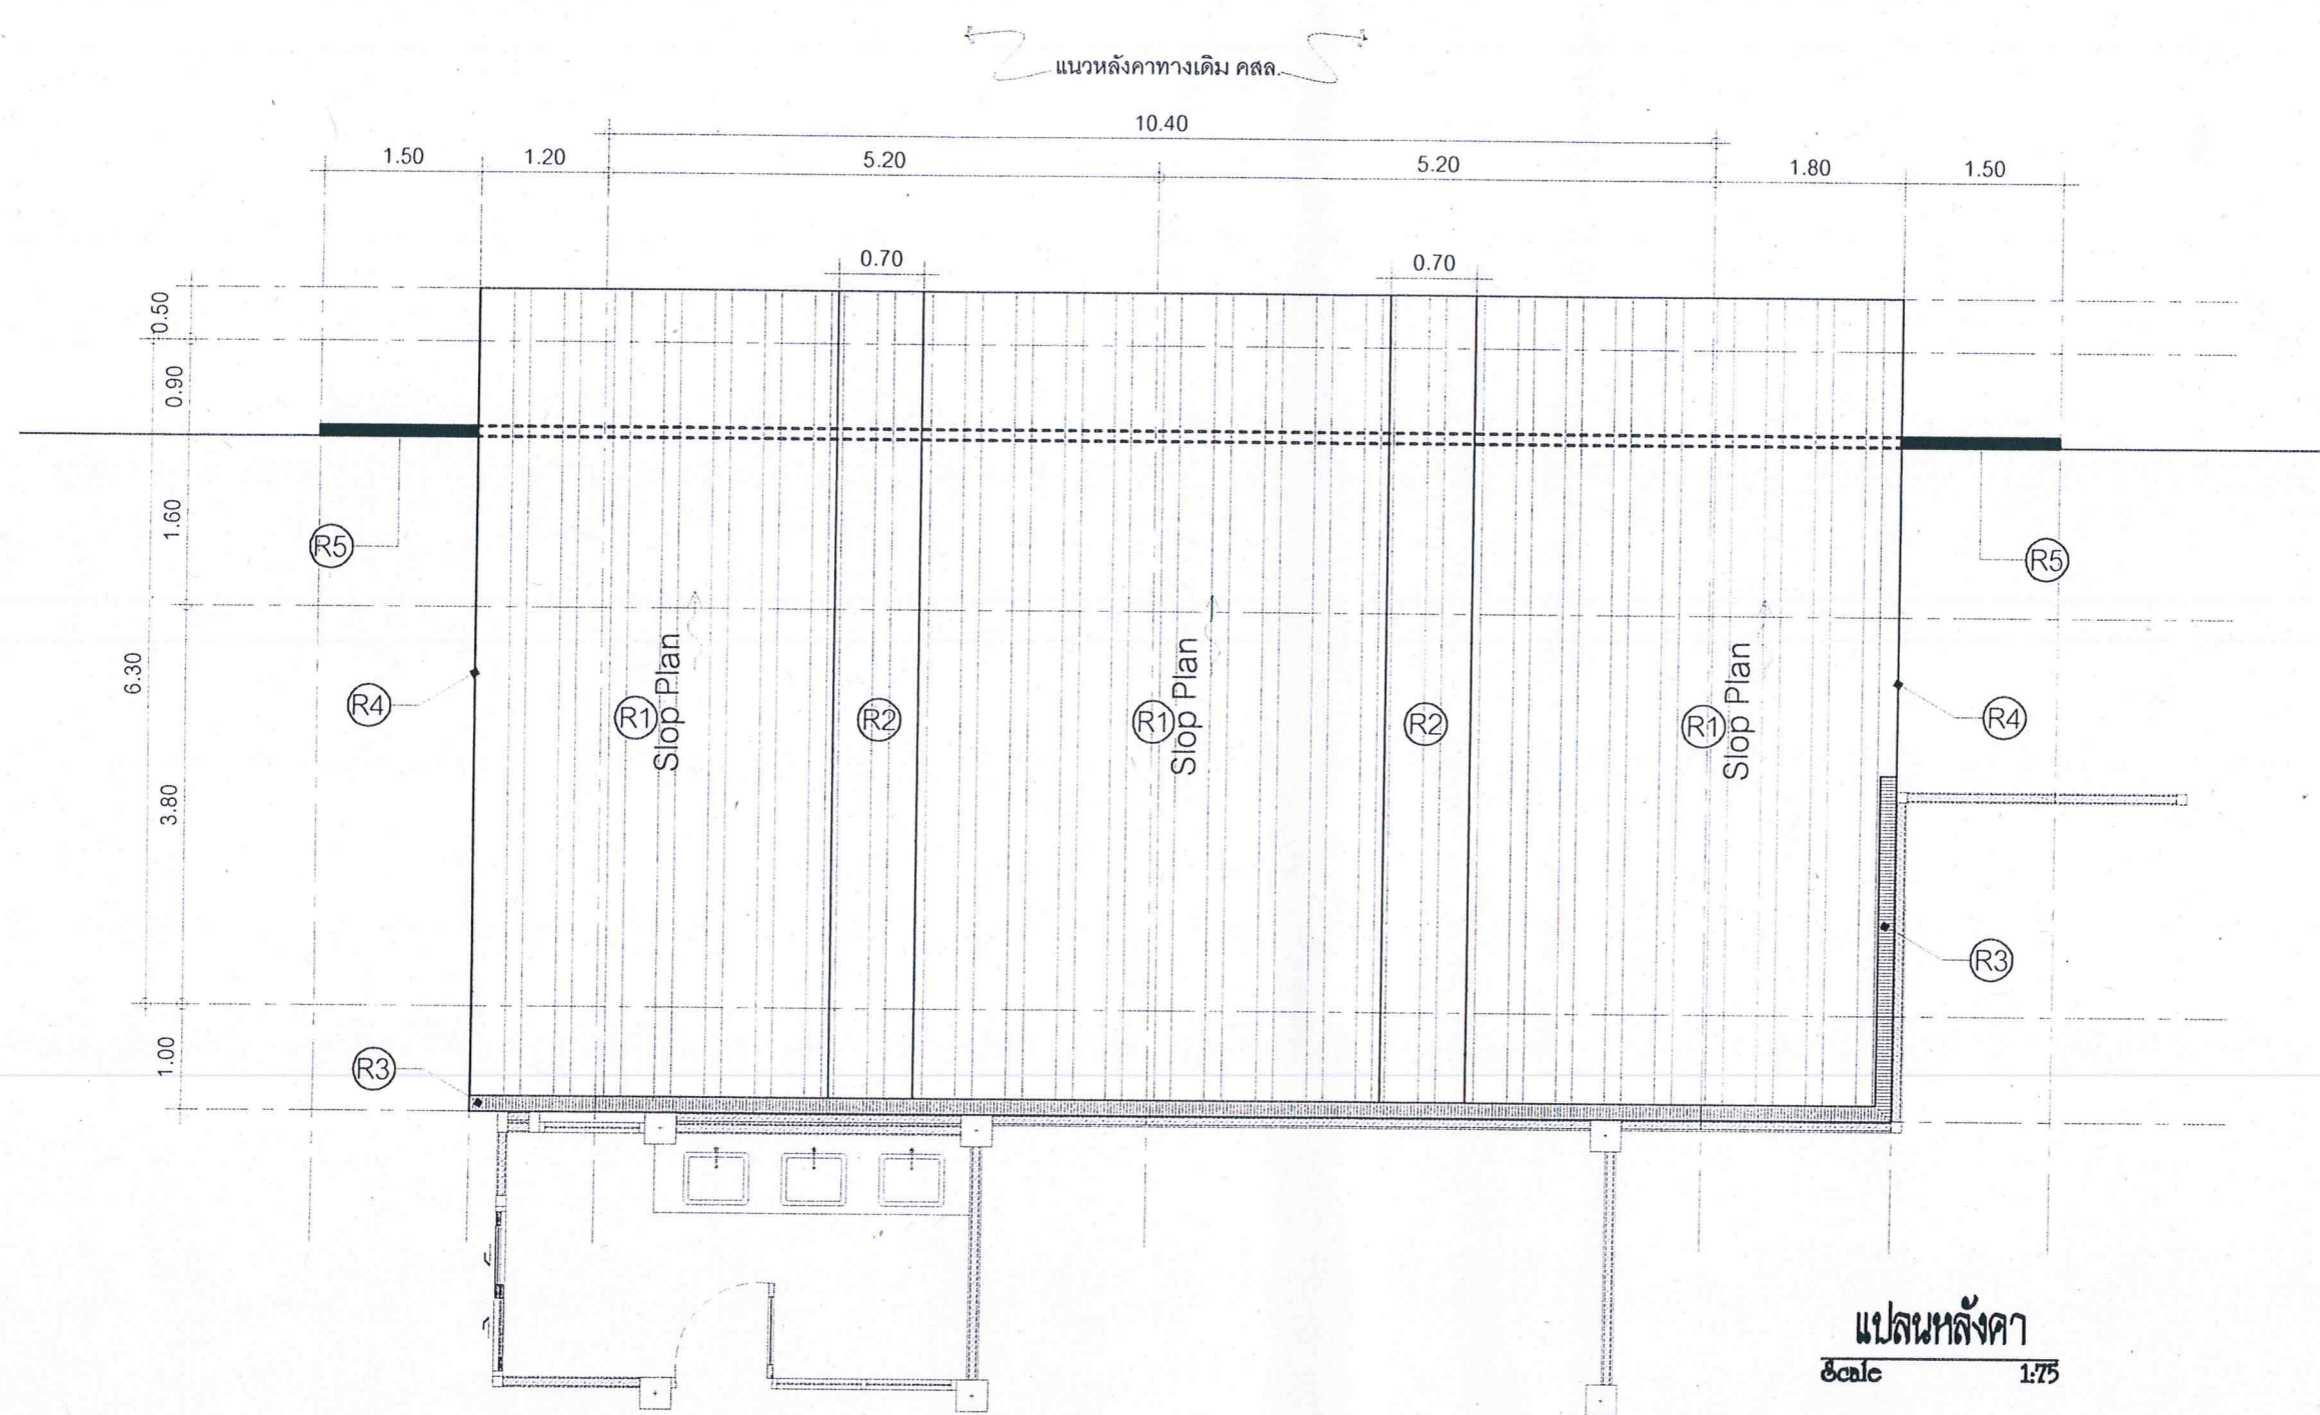 แนวหลังคาทางเดิม คสล.
10.40
1.50 1.20 5.20 5.20 1.80 1.50
0.70 0.70
0.50
0.90
1.60
R5 R5
6.30
R4 R1 Slop Plan R2 R1 Slop Plan R2 R1 Slop Plan R4
3.80
R3
1.00
R3
แปลนหลังคา
Scale 1:75